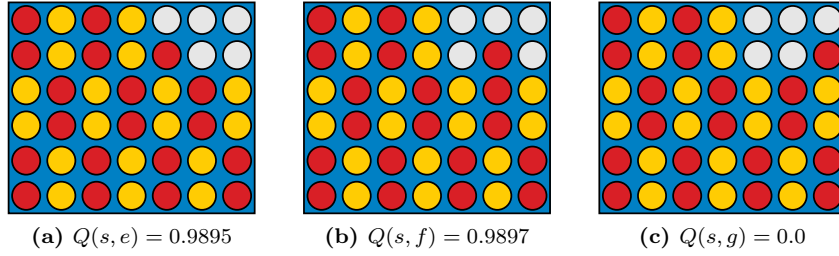 (a) Q(s, e) = 0.9895
(b) Q(s, f) = 0.9897
(c) Q(s, g) = 0.0